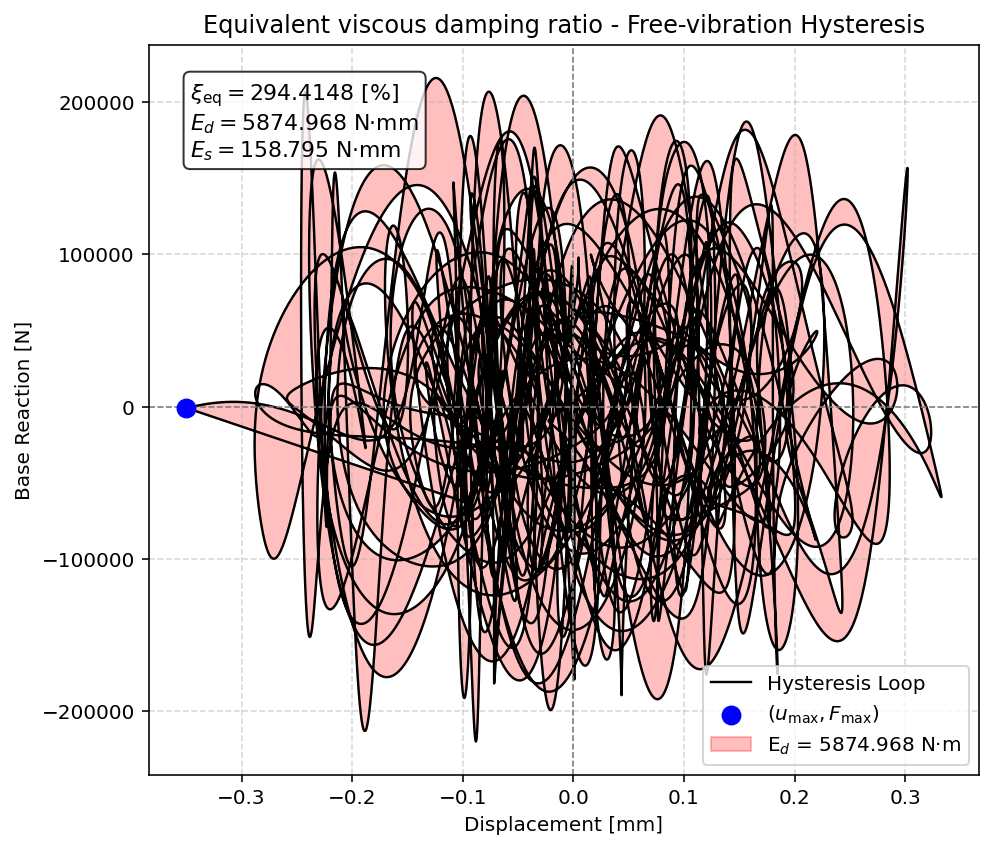 Equivalent viscous damping ratio - Free-vibration Hysteresis
ξeq = 294.4148 [%]
Ed = 5874.968 N·mm
Es = 158.795 N·mm
200000
100000
0
−100000
−200000
Base Reaction [N]
−0.3 −0.2 −0.1 0.0 0.1 0.2 0.3
Displacement [mm]
Hysteresis Loop
(umax, Fmax)
Ed = 5874.968 N·m